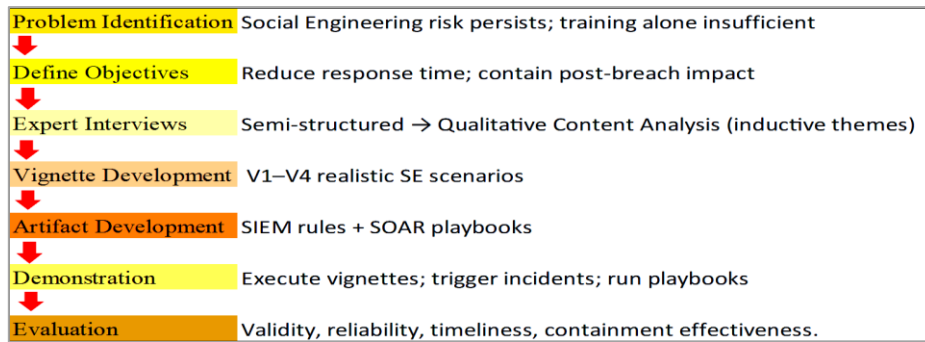 Problem Identification Social Engineering risk persists; training alone insufficient
Define Objectives Reduce response time; contain post-breach impact
Expert Interviews Semi-structured → Qualitative Content Analysis (inductive themes)
Vignette Development V1–V4 realistic SE scenarios
Artifact Development SIEM rules + SOAR playbooks
Demonstration Execute vignettes; trigger incidents; run playbooks
Evaluation Validity, reliability, timeliness, containment effectiveness.